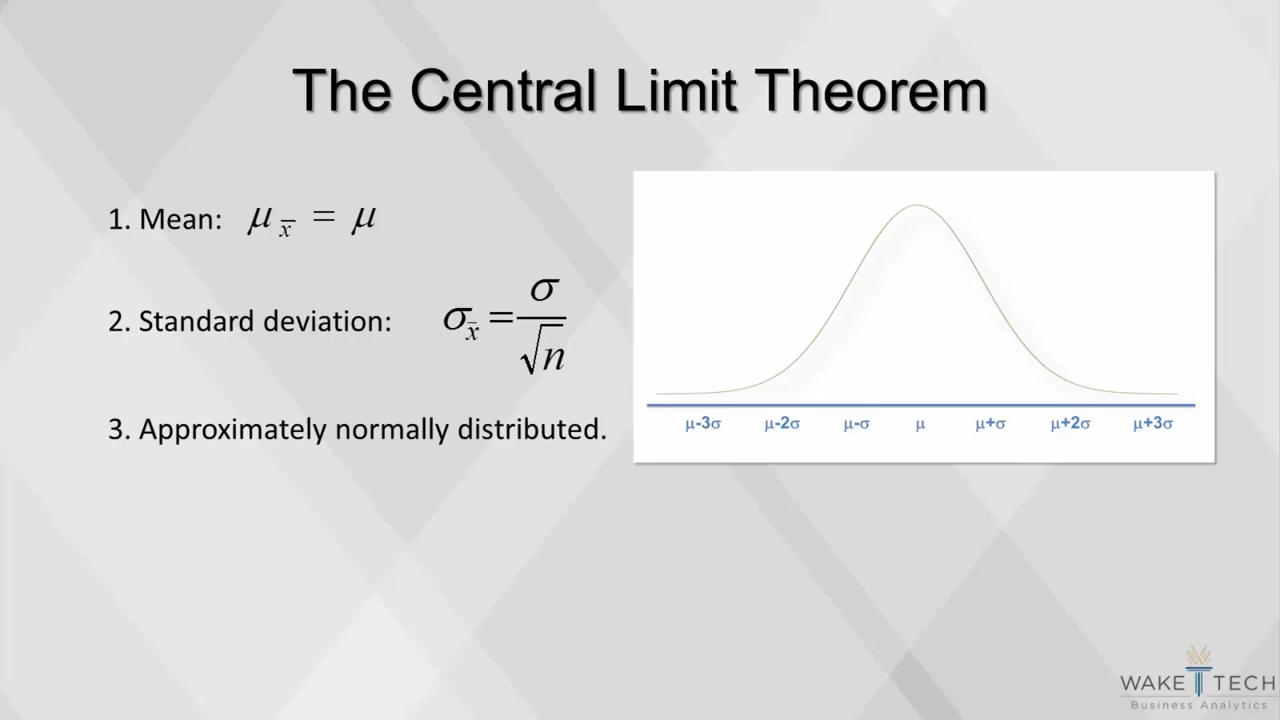 The Central Limit Theorem
1. Mean: μ x̄ = μ
2. Standard deviation: σx̄ = σ/√n
3. Approximately normally distributed.
μ-3σ μ-2σ μ-σ μ μ+σ μ+2σ μ+3σ
WAKE TECH
Business Analytics